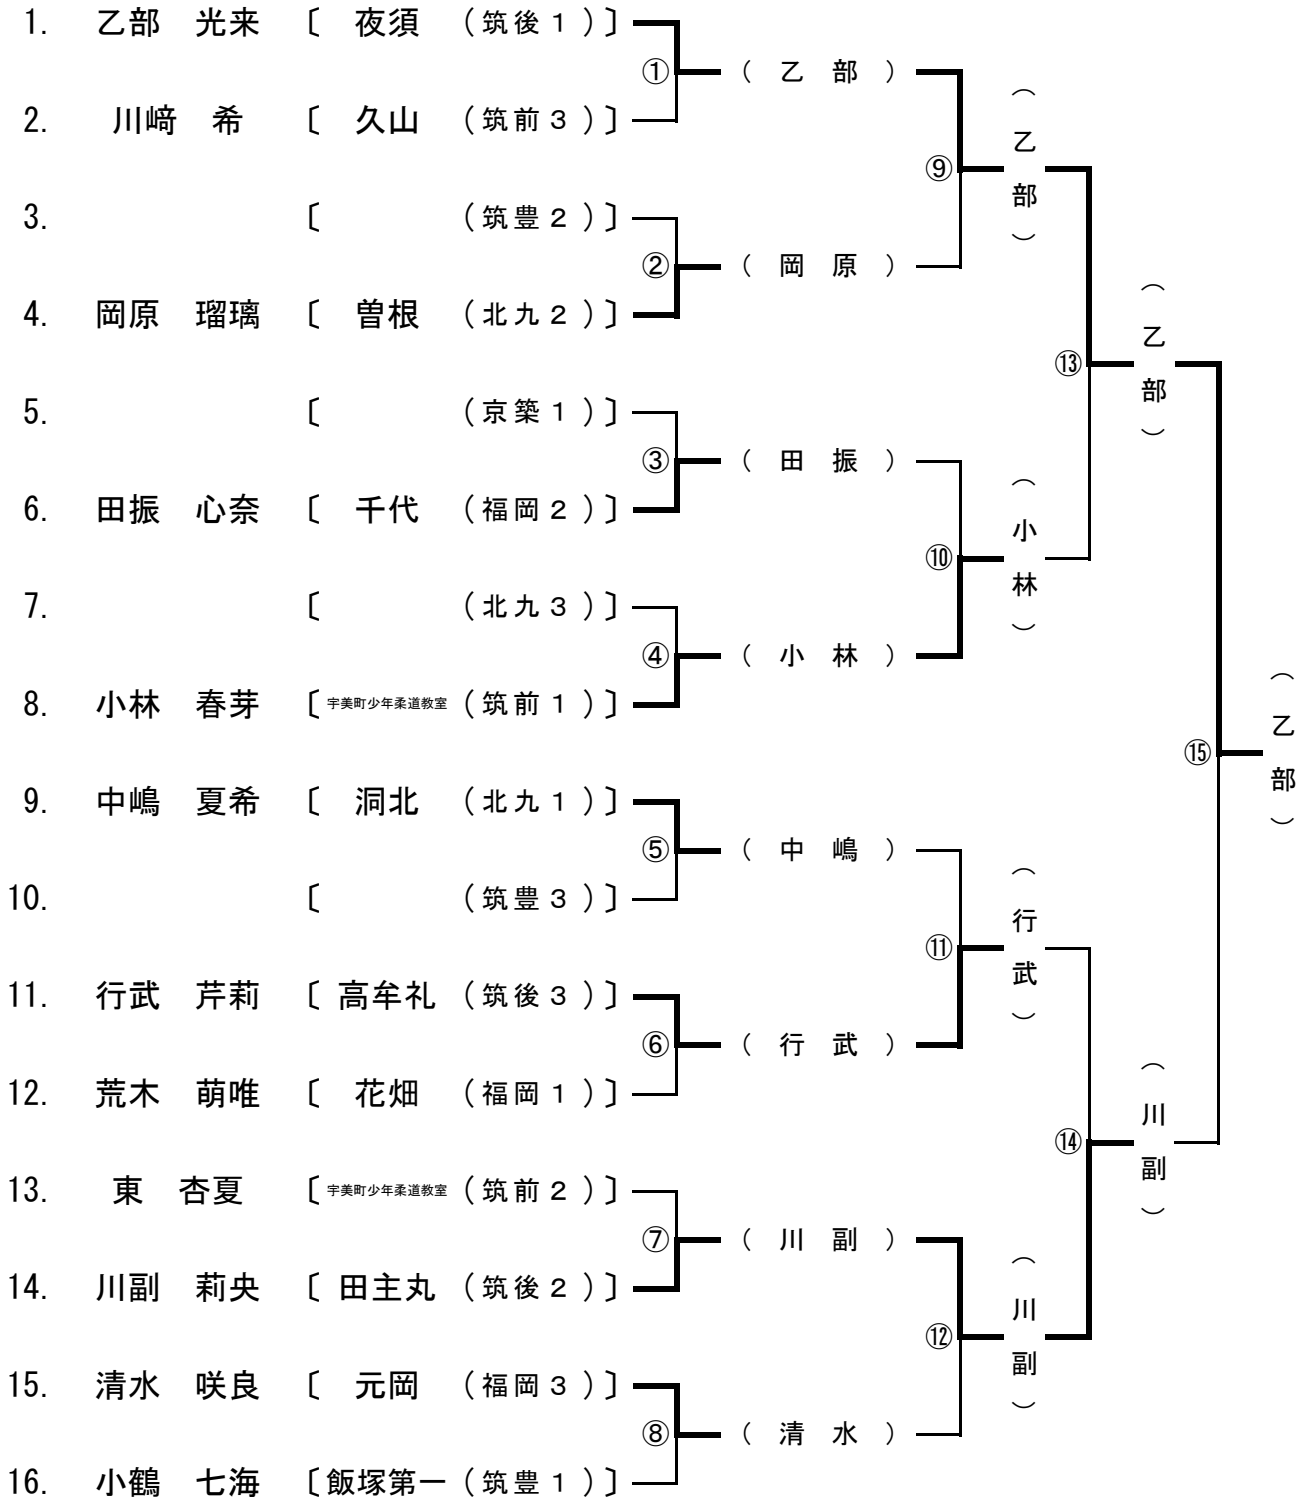 1. 乙部 光来 〔 夜須 (筑後1)〕
① ( 乙 部 )
2. 川﨑 希 〔 久山 (筑前3)〕
⑨ (乙部)
3. 〔 (筑豊2)〕
② ( 岡 原 )
4. 岡原 瑠璃 〔 曽根 (北九2)〕
⑬ (乙部)
5. 〔 (京築1)〕
③ ( 田 振 )
6. 田振 心奈 〔 千代 (福岡2)〕
⑩ (小林)
7. 〔 (北九3)〕
④ ( 小 林 )
8. 小林 春芽 〔宇美町少年柔道教室 (筑前1)〕
⑮ (乙部)
9. 中嶋 夏希 〔 洞北 (北九1)〕
⑤ ( 中 嶋 )
10. 〔 (筑豊3)〕
⑪ (行武)
11. 行武 芹莉 〔 高牟礼 (筑後3)〕
⑥ ( 行 武 )
12. 荒木 萌唯 〔 花畑 (福岡1)〕
⑭ (川副)
13. 東 杏夏 〔宇美町少年柔道教室 (筑前2)〕
⑦ ( 川 副 )
14. 川副 莉央 〔 田主丸 (筑後2)〕
⑫ (川副)
15. 清水 咲良 〔 元岡 (福岡3)〕
⑧ ( 清 水 )
16. 小鶴 七海 〔飯塚第一 (筑豊1)〕